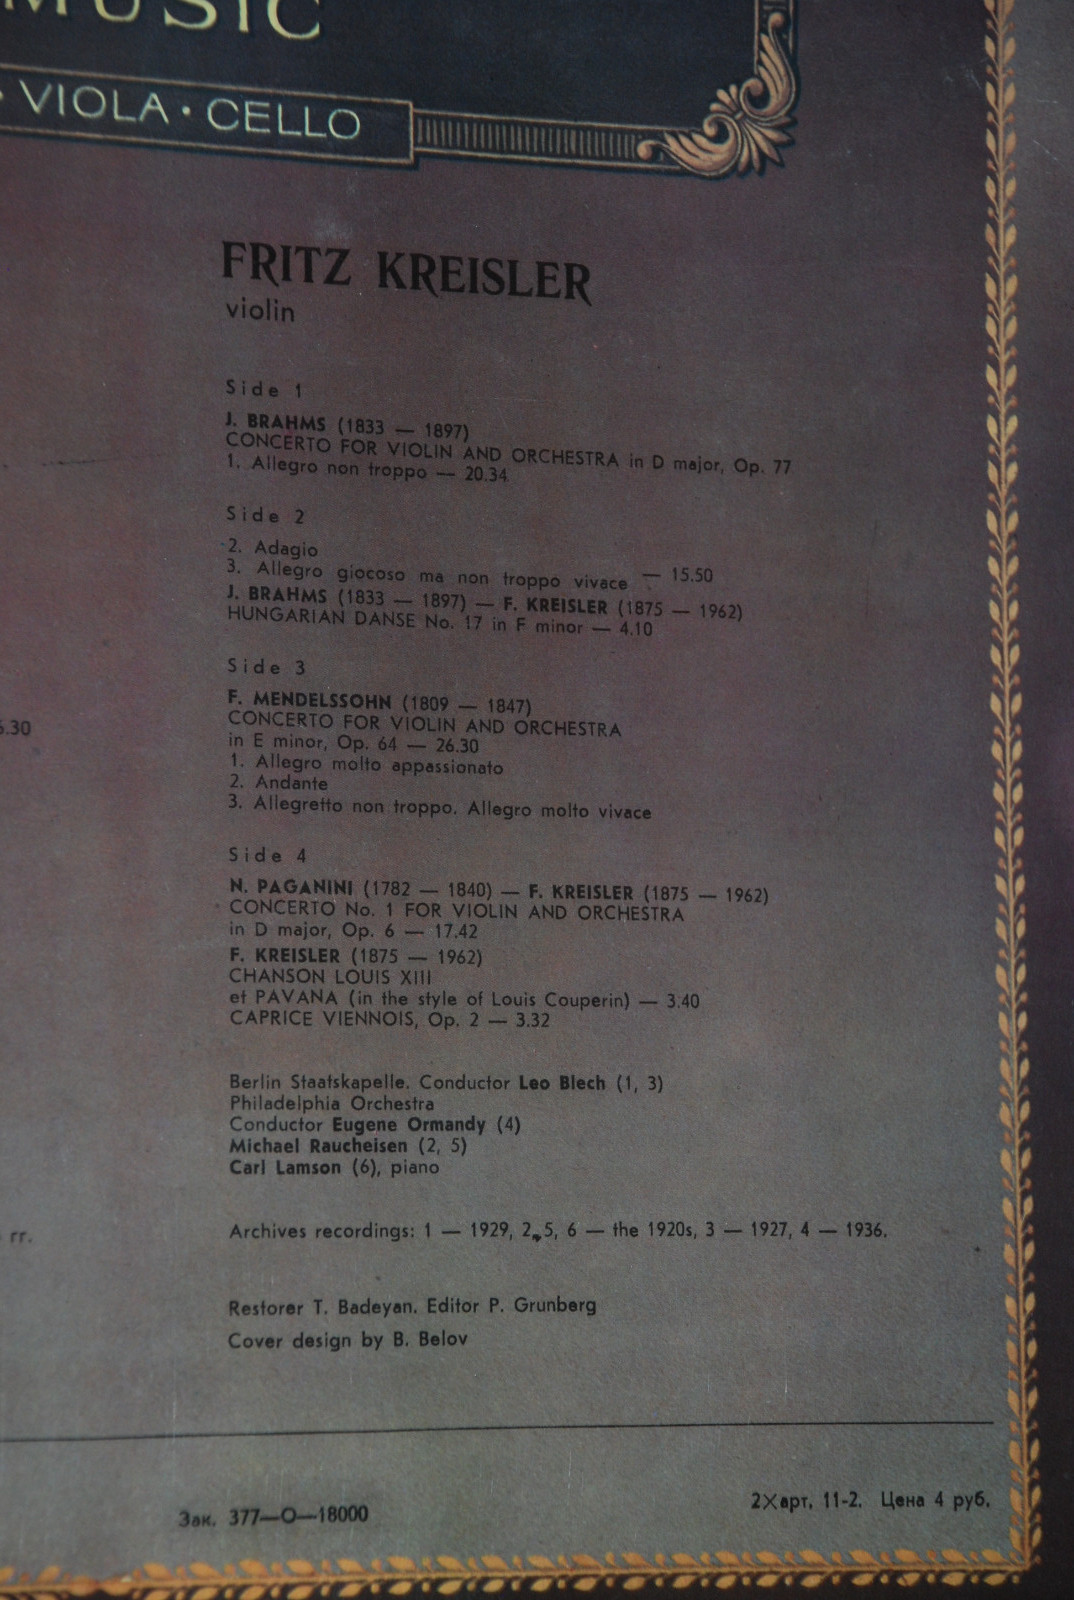 MUSIC
• VIOLA • CELLO
FRITZ KREISLER
violin
Side 1
J. BRAHMS (1833 — 1897)
CONCERTO FOR VIOLIN AND ORCHESTRA in D major, Op. 77
1. Allegro non troppo — 20.34
Side 2
2. Adagio
3. Allegro giocoso ma non troppo vivace — 15.50
J. BRAHMS (1833 — 1897) — F. KREISLER (1875 — 1962)
HUNGARIAN DANSE No. 17 in F minor — 4.10
Side 3
F. MENDELSSOHN (1809 — 1847)
CONCERTO FOR VIOLIN AND ORCHESTRA
in E minor, Op. 64 — 26.30
1. Allegro molto appassionato
2. Andante
3. Allegretto non troppo. Allegro molto vivace
Side 4
N. PAGANINI (1782 — 1840) — F. KREISLER (1875 — 1962)
CONCERTO No. 1 FOR VIOLIN AND ORCHESTRA
in D major, Op. 6 — 17.42
F. KREISLER (1875 — 1962)
CHANSON LOUIS XIII
et PAVANA (in the style of Louis Couperin) — 3.40
CAPRICE VIENNOIS, Op. 2 — 3.32
Berlin Staatskapelle. Conductor Leo Blech (1, 3)
Philadelphia Orchestra
Conductor Eugene Ormandy (4)
Michael Raucheisen (2, 5)
Carl Lamson (6), piano
Archives recordings: 1 — 1929, 2, 5, 6 — the 1920s, 3 — 1927, 4 — 1936.
Restorer T. Badeyan. Editor P. Grunberg
Cover design by B. Belov
6.30
гг.
Зак. 377—О—18000
2Харт. 11-2. Цена 4 руб.